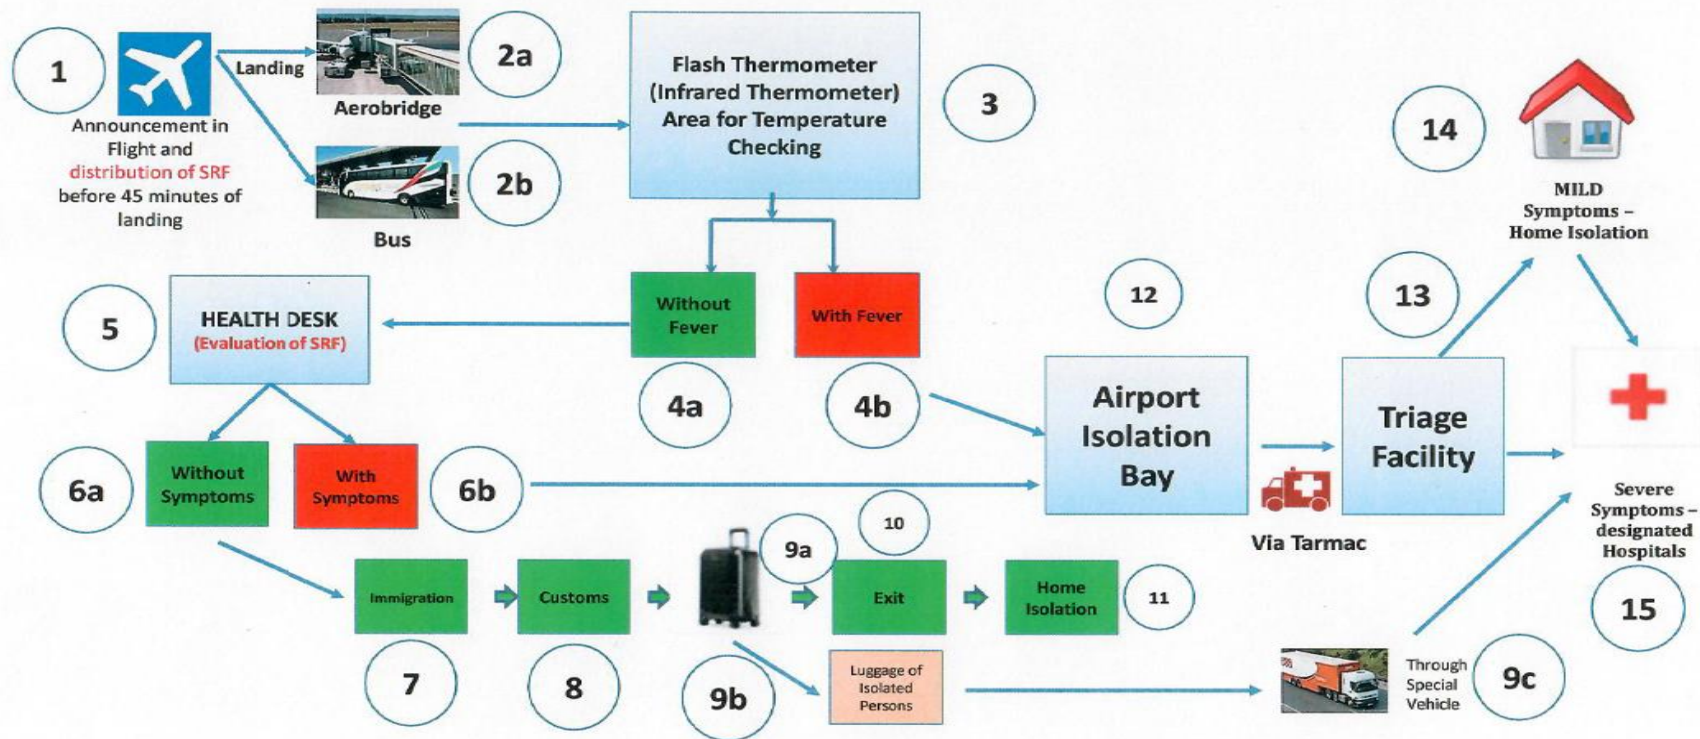 1
Landing
Announcement in
Flight and
distribution of SRF
before 45 minutes of
landing
2a
Aerobridge
2b
Bus
Flash Thermometer
(Infrared Thermometer)
Area for Temperature
Checking
3
Without
Fever
With Fever
4a
4b
5
HEALTH DESK
(Evaluation of SRF)
6a
Without
Symptoms
With
Symptoms
6b
7
Immigration
8
Customs
9a
9b
10
Exit
Home
Isolation
11
Luggage of
Isolated
Persons
Through
Special
Vehicle
9c
12
Airport
Isolation
Bay
Via Tarmac
13
Triage
Facility
14
MILD
Symptoms –
Home Isolation
Severe
Symptoms –
designated
Hospitals
15